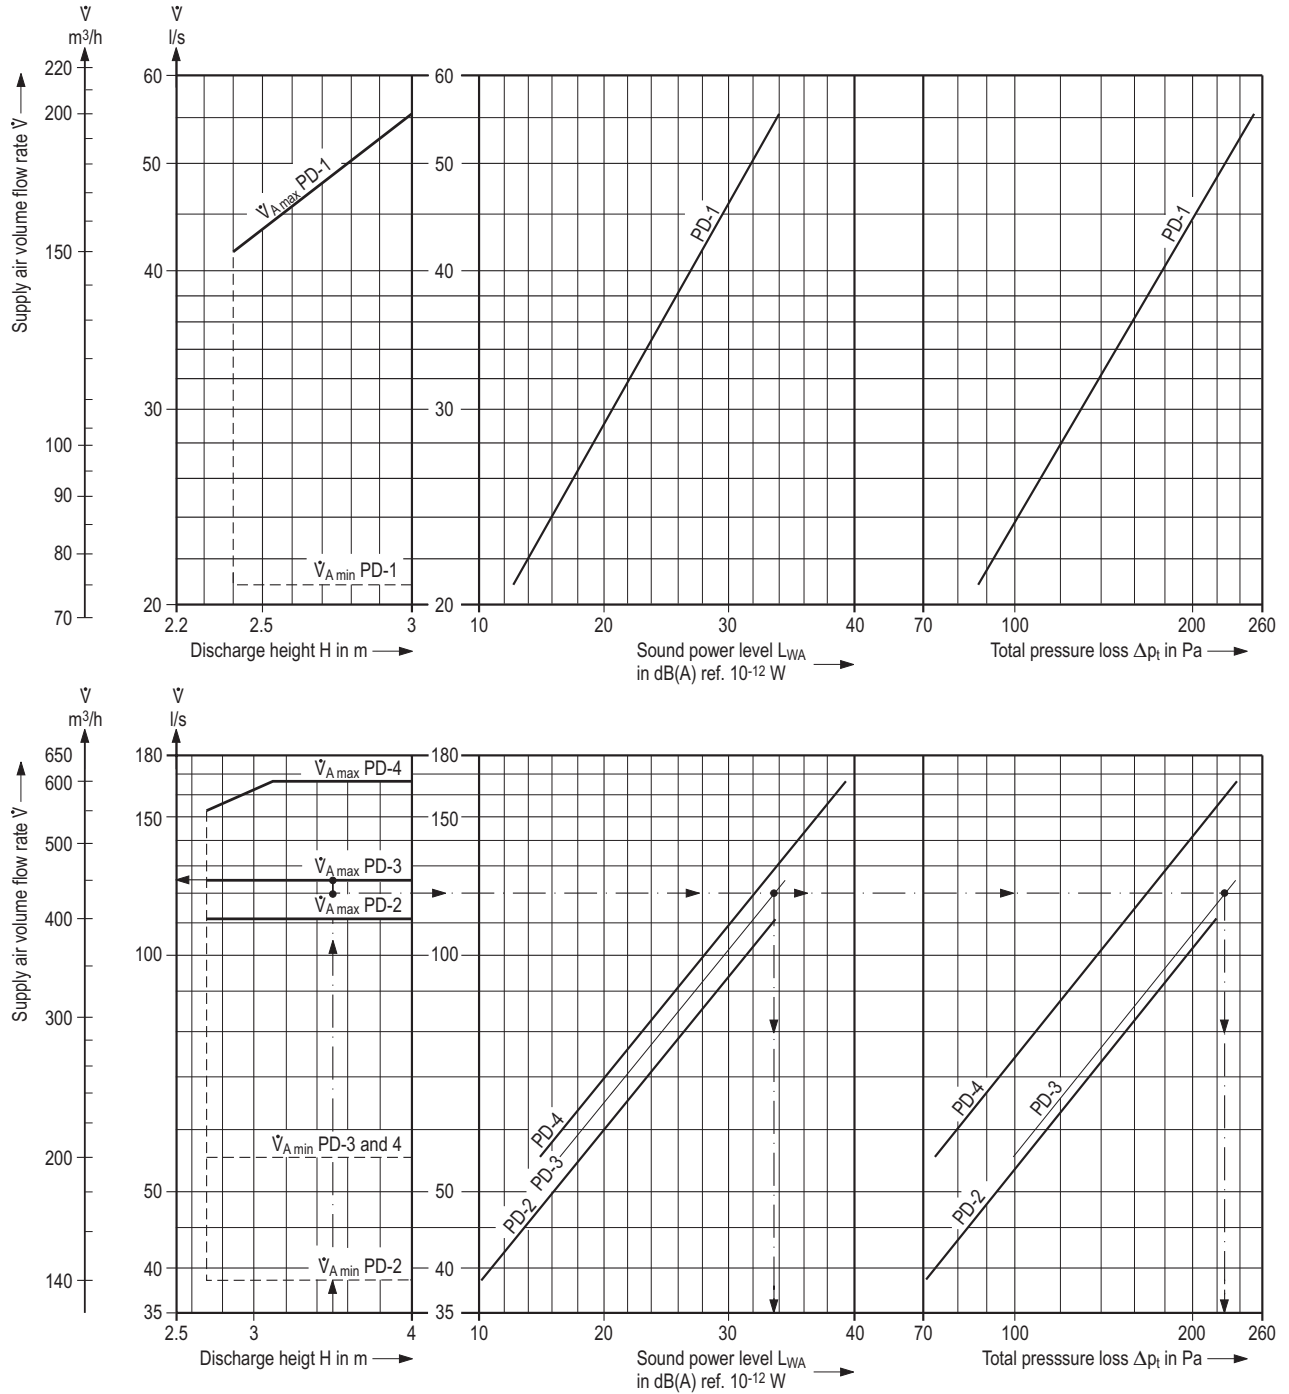 V̇ V̇
m³/h l/s
Supply air volume flow rate V̇
220
200
150
100
90
80
70
60
50
40
30
20
60
50
40
30
20
V̇A max PD-1
V̇A min PD-1
PD-1
PD-1
2.2 2.5 3
10 20 30 40
70 100 200 260
Discharge height H in m
Sound power level LWA
in dB(A) ref. 10-12 W
Total pressure loss Δpt in Pa
V̇ V̇
m³/h l/s
Supply air volume flow rate V̇
650
600
500
400
300
200
140
180
150
100
50
40
35
180
150
100
50
40
35
V̇A max PD-4
V̇A max PD-3
V̇A max PD-2
V̇A min PD-3 and 4
V̇A min PD-2
PD-4
PD-3
PD-2
PD-4
PD-3
PD-2
2.5 3 4
10 20 30 40
70 100 200 260
Discharge heigt H in m
Sound power level LWA
in dB(A) ref. 10-12 W
Total presssure loss Δpt in Pa